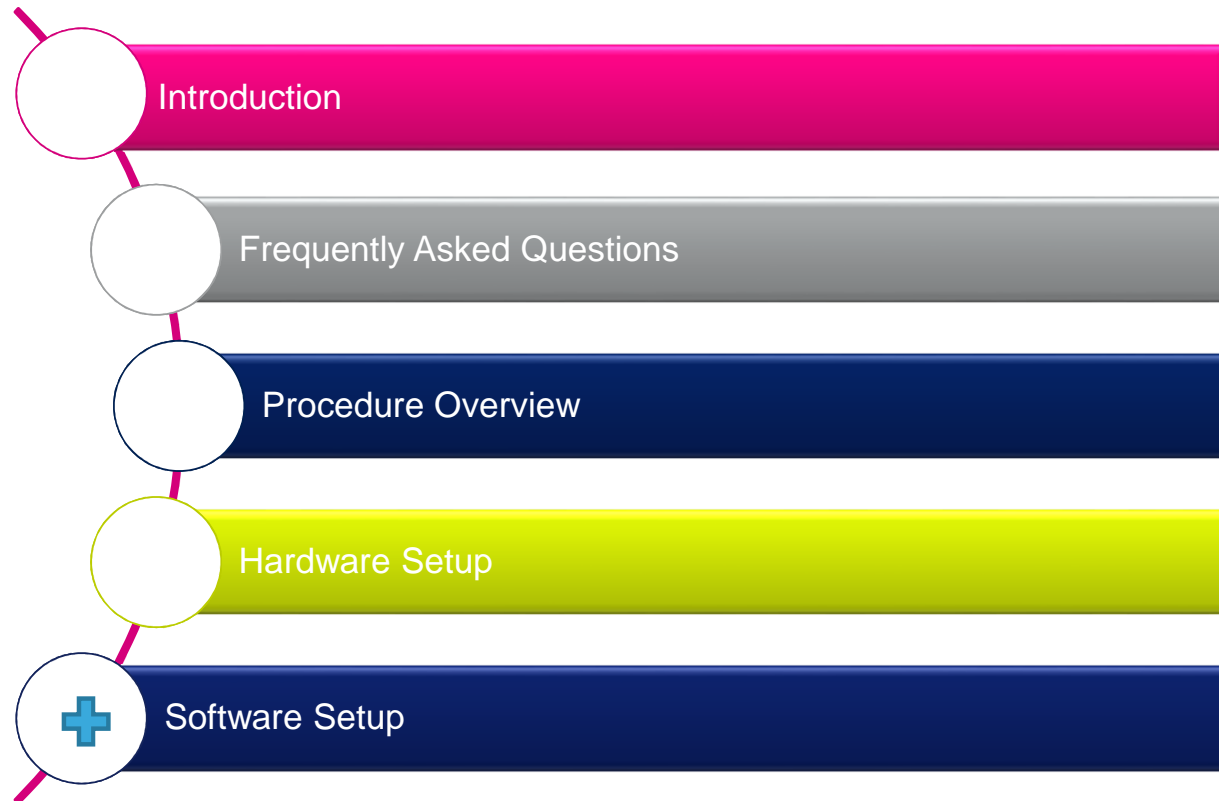 Introduction
Frequently Asked Questions
Procedure Overview
Hardware Setup
Software Setup